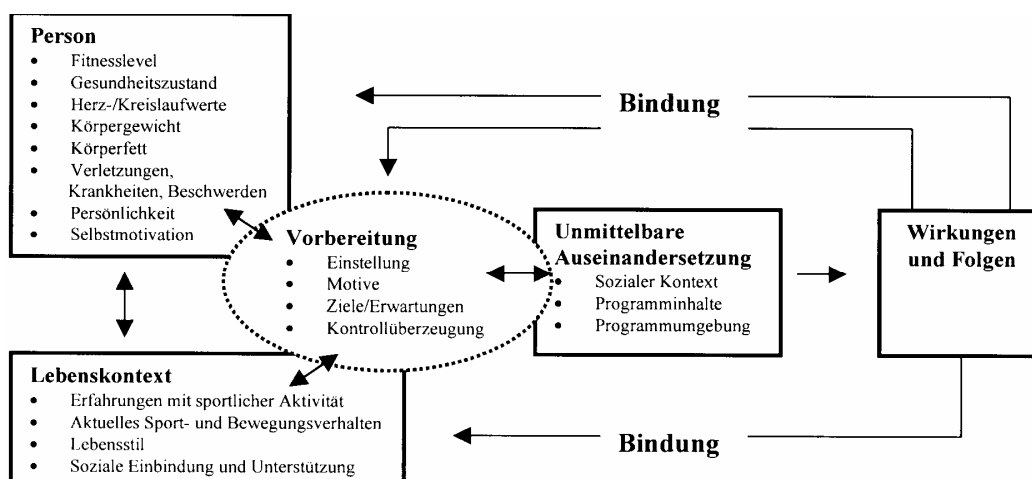 Person
• Fitnesslevel
• Gesundheitszustand
• Herz-/Kreislaufwerte
• Körpergewicht
• Körperfett
• Verletzungen,
Krankheiten, Beschwerden
• Persönlichkeit
• Selbstmotivation
Bindung
Vorbereitung
• Einstellung
• Motive
• Ziele/Erwartungen
• Kontrollüberzeugung
Unmittelbare
Auseinandersetzung
• Sozialer Kontext
• Programminhalte
• Programmumgebung
Wirkungen
und Folgen
Lebenskontext
• Erfahrungen mit sportlicher Aktivität
• Aktuelles Sport- und Bewegungsverhalten
• Lebensstil
• Soziale Einbindung und Unterstützung
Bindung